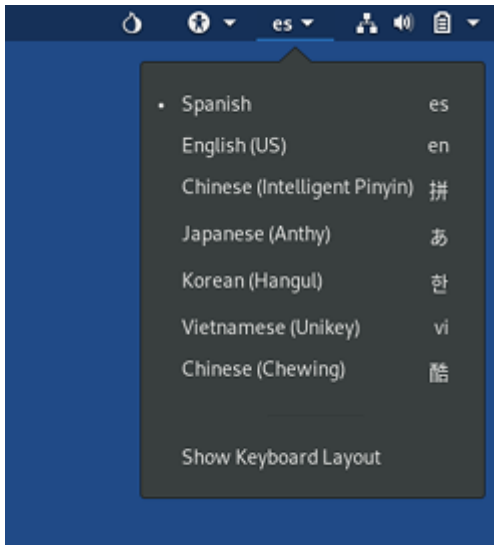 es
Spanish es
English (US) en
Chinese (Intelligent Pinyin) 拼
Japanese (Anthy) あ
Korean (Hangul) 한
Vietnamese (Unikey) vi
Chinese (Chewing) 酷
Show Keyboard Layout